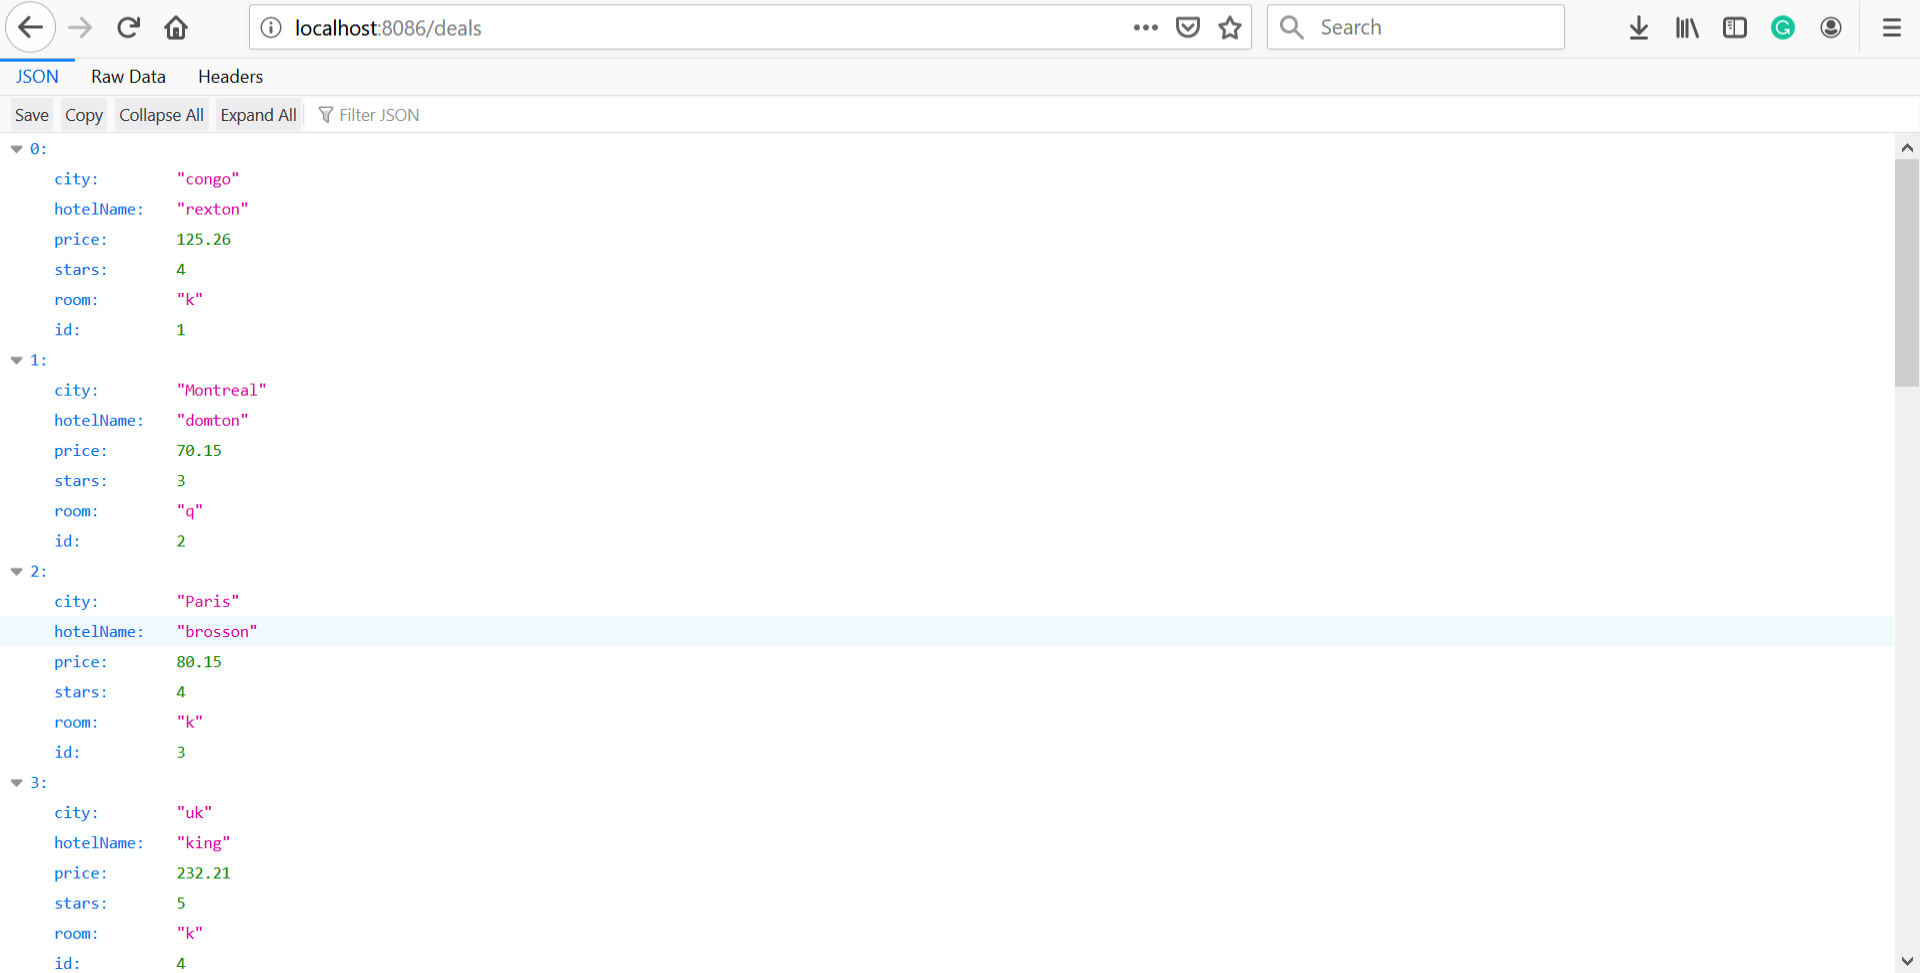 localhost:8086/deals
Search
JSON Raw Data Headers
Save Copy Collapse All Expand All Filter JSON
0:
city: "congo"
hotelName: "rexton"
price: 125.26
stars: 4
room: "k"
id: 1
1:
city: "Montreal"
hotelName: "domton"
price: 70.15
stars: 3
room: "q"
id: 2
2:
city: "Paris"
hotelName: "brosson"
price: 80.15
stars: 4
room: "k"
id: 3
3:
city: "uk"
hotelName: "king"
price: 232.21
stars: 5
room: "k"
id: 4